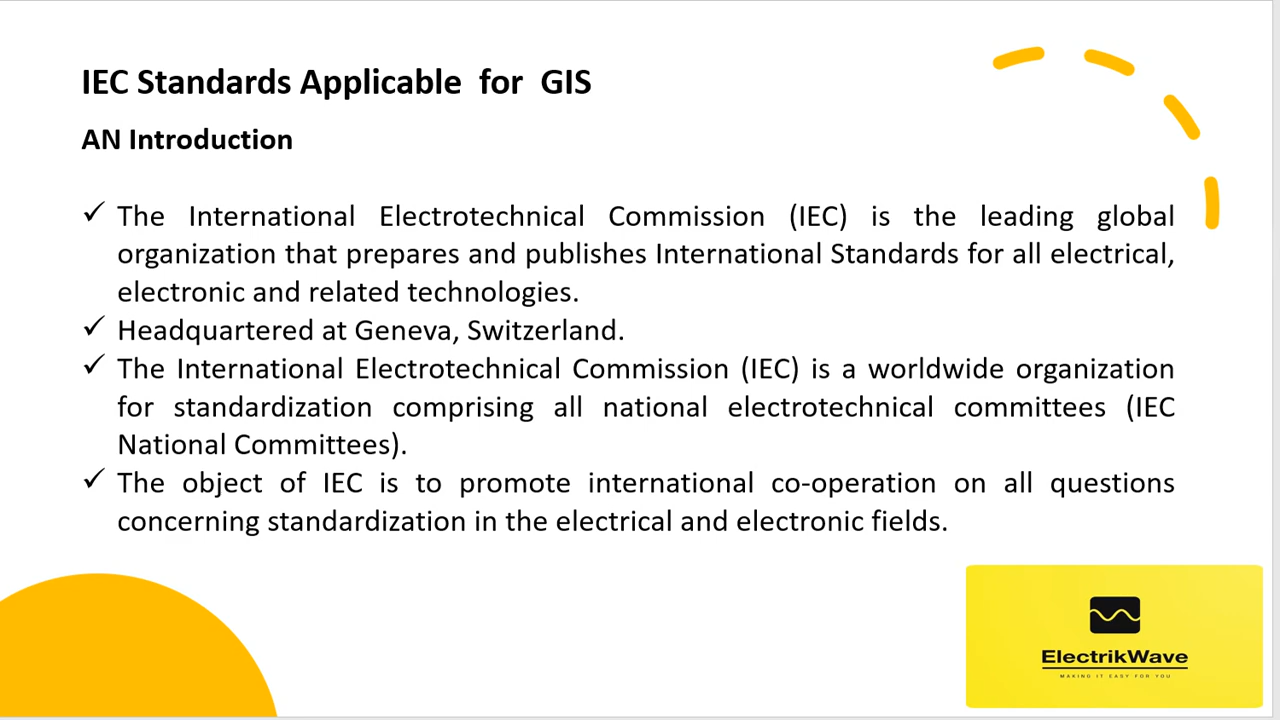 IEC Standards Applicable for GIS
AN Introduction
✓ The International Electrotechnical Commission (IEC) is the leading global
organization that prepares and publishes International Standards for all electrical,
electronic and related technologies.
✓ Headquartered at Geneva, Switzerland.
✓ The International Electrotechnical Commission (IEC) is a worldwide organization
for standardization comprising all national electrotechnical committees (IEC
National Committees).
✓ The object of IEC is to promote international co-operation on all questions
concerning standardization in the electrical and electronic fields.
ElectrikWave
MAKING IT EASY FOR YOU